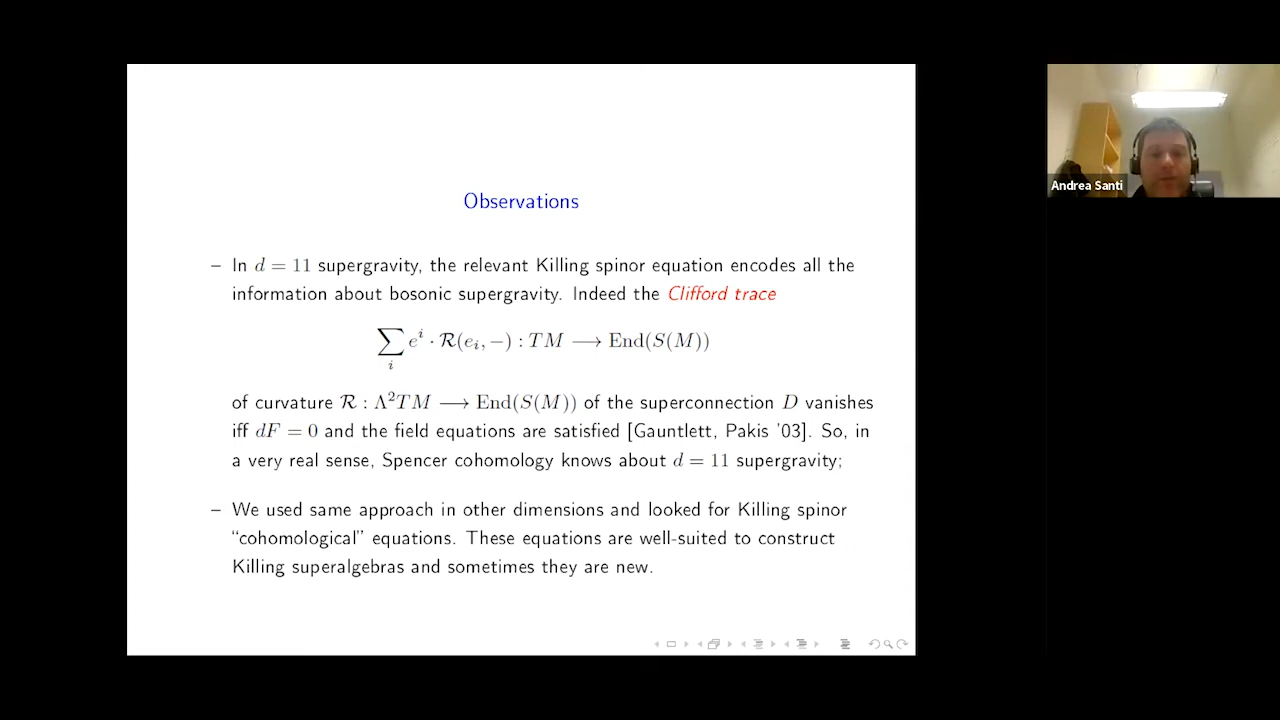 Observations
– In d = 11 supergravity, the relevant Killing spinor equation encodes all the
information about bosonic supergravity. Indeed the Clifford trace
∑_i e^i · ℛ(e_i, −) : TM ⟶ End(S(M))
of curvature ℛ : Λ²TM ⟶ End(S(M)) of the superconnection D vanishes
iff dF = 0 and the field equations are satisfied [Gauntlett, Pakis '03]. So, in
a very real sense, Spencer cohomology knows about d = 11 supergravity;
– We used same approach in other dimensions and looked for Killing spinor
“cohomological” equations. These equations are well-suited to construct
Killing superalgebras and sometimes they are new.
Andrea Santi